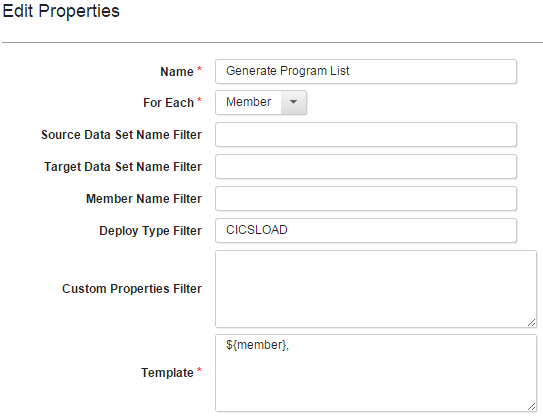 Edit Properties
Name * Generate Program List
For Each * Member
Source Data Set Name Filter
Target Data Set Name Filter
Member Name Filter
Deploy Type Filter CICSLOAD
Custom Properties Filter
${member},
Template *